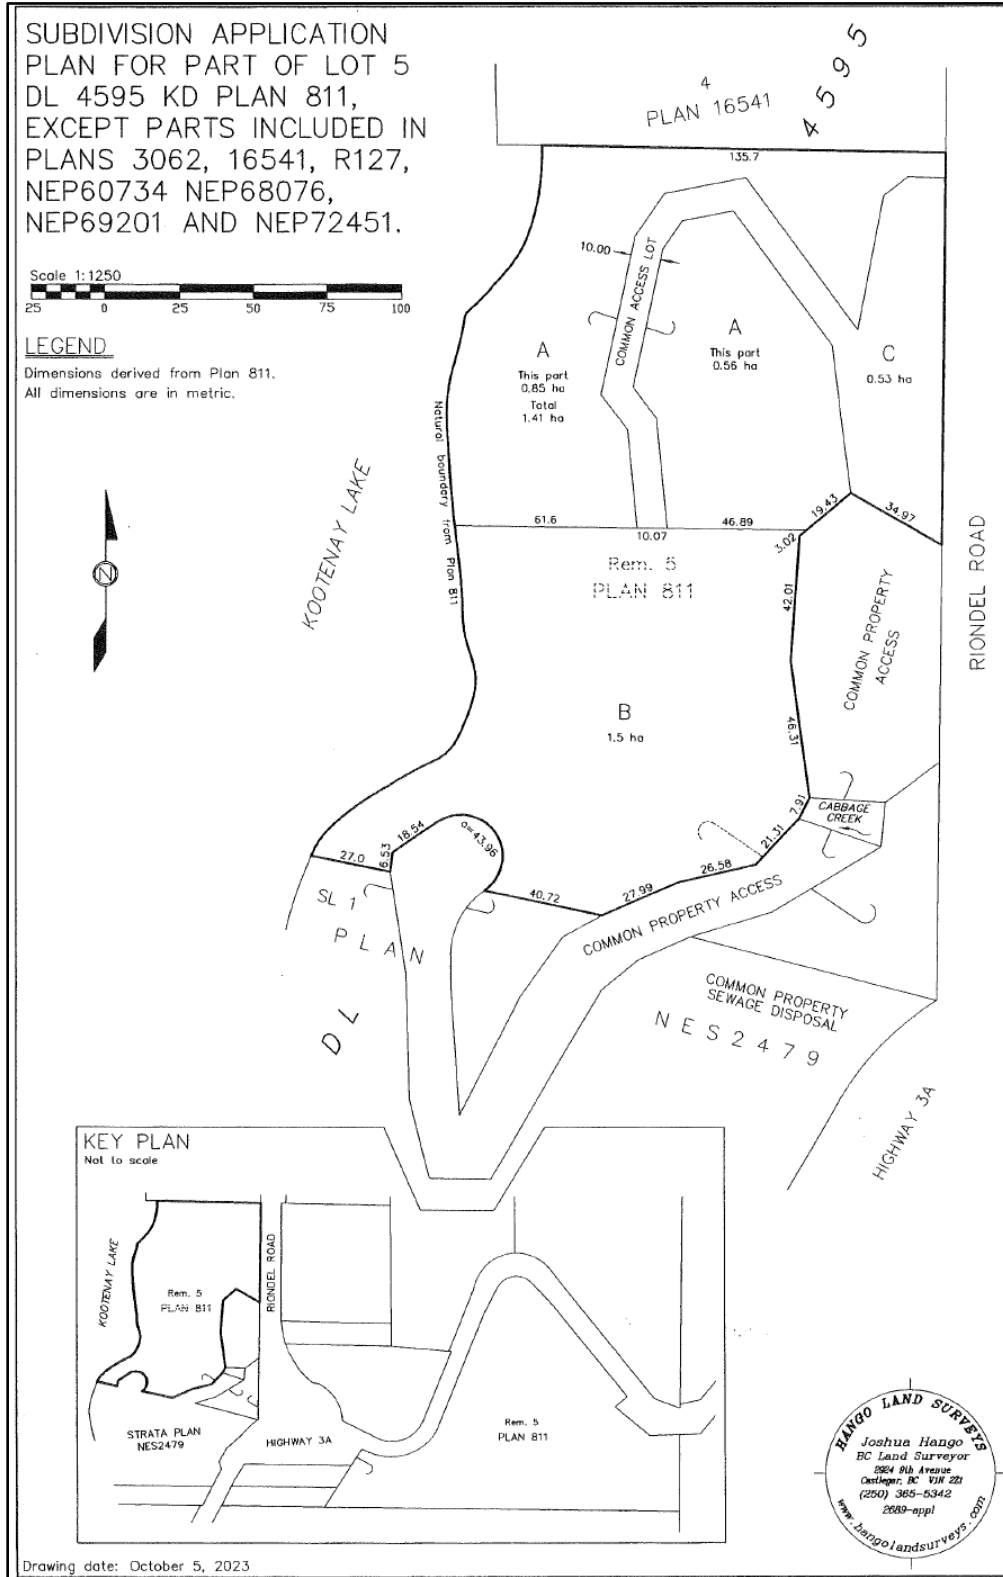 SUBDIVISION APPLICATION
PLAN FOR PART OF LOT 5
DL 4595 KD PLAN 811,
EXCEPT PARTS INCLUDED IN
PLANS 3062, 16541, R127,
NEP60734 NEP68076,
NEP69201 AND NEP72451.
Scale 1:1250
25 0 25 50 75 100
LEGEND
Dimensions derived from Plan 811.
All dimensions are in metric.
4
PLAN 16541
4595
135.7
10.00
COMMON ACCESS LOT
A
This part
0.85 ha
Total
1.41 ha
A
This part
0.56 ha
C
0.53 ha
Natural boundary from Plan 811
KOOTENAY LAKE
N
61.6
10.07
46.89
3.02
19.43
34.97
Rem. 5
PLAN 811
42.01
COMMON PROPERTY
ACCESS
RIONDEL ROAD
B
1.5 ha
46.31
7.91
CABBAGE
CREEK
21.31
26.58
27.99
40.72
a=43.96
18.54
6.53
27.0
SL 1
PLAN
DL
COMMON PROPERTY ACCESS
COMMON PROPERTY
SEWAGE DISPOSAL
NES2479
HIGHWAY 3A
KEY PLAN
Not to scale
KOOTENAY LAKE
Rem. 5
PLAN 811
RIONDEL ROAD
STRATA PLAN
NES2479
HIGHWAY 3A
Rem. 5
PLAN 811
HANGO LAND SURVEYS
Joshua Hango
BC Land Surveyor
2924 9th Avenue
Castlegar, BC V1N 2Z1
(250) 365-5342
2689-appl
www.hangolandsurveys.com
Drawing date: October 5, 2023